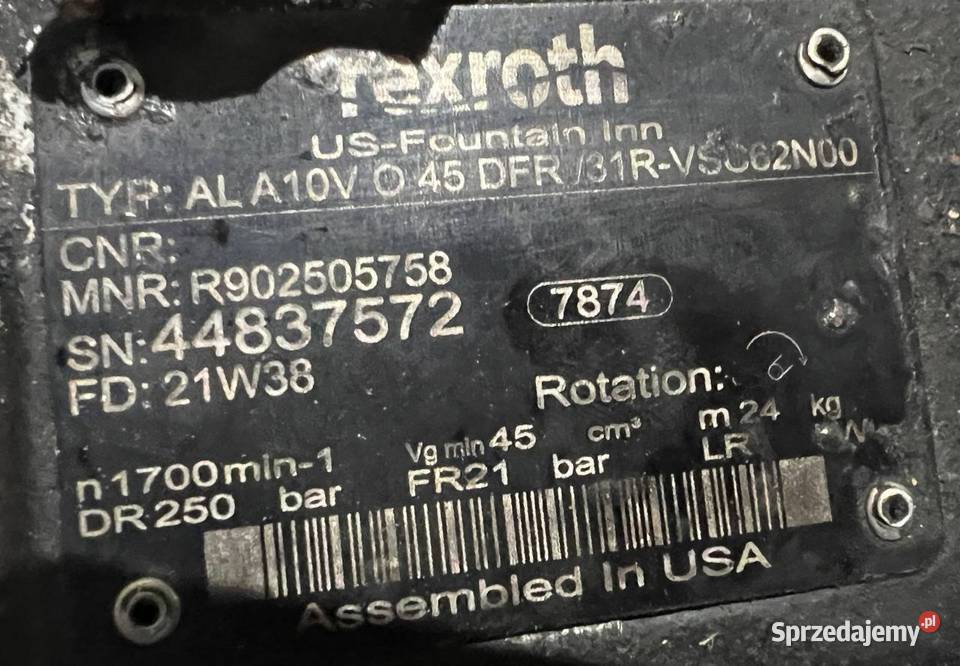 rexroth
US-Fountain Inn
TYP: AL A10V O 45 DFR /31R-VSC62N00
CNR:
MNR: R902505758
SN: 44837572 7874
FD: 21W38 Rotation:
n 1700 min-1 Vg min 45 cm³ m 24 kg
DR 250 bar FR21 bar LR
Assembled In USA
Sprzedajemy.pl